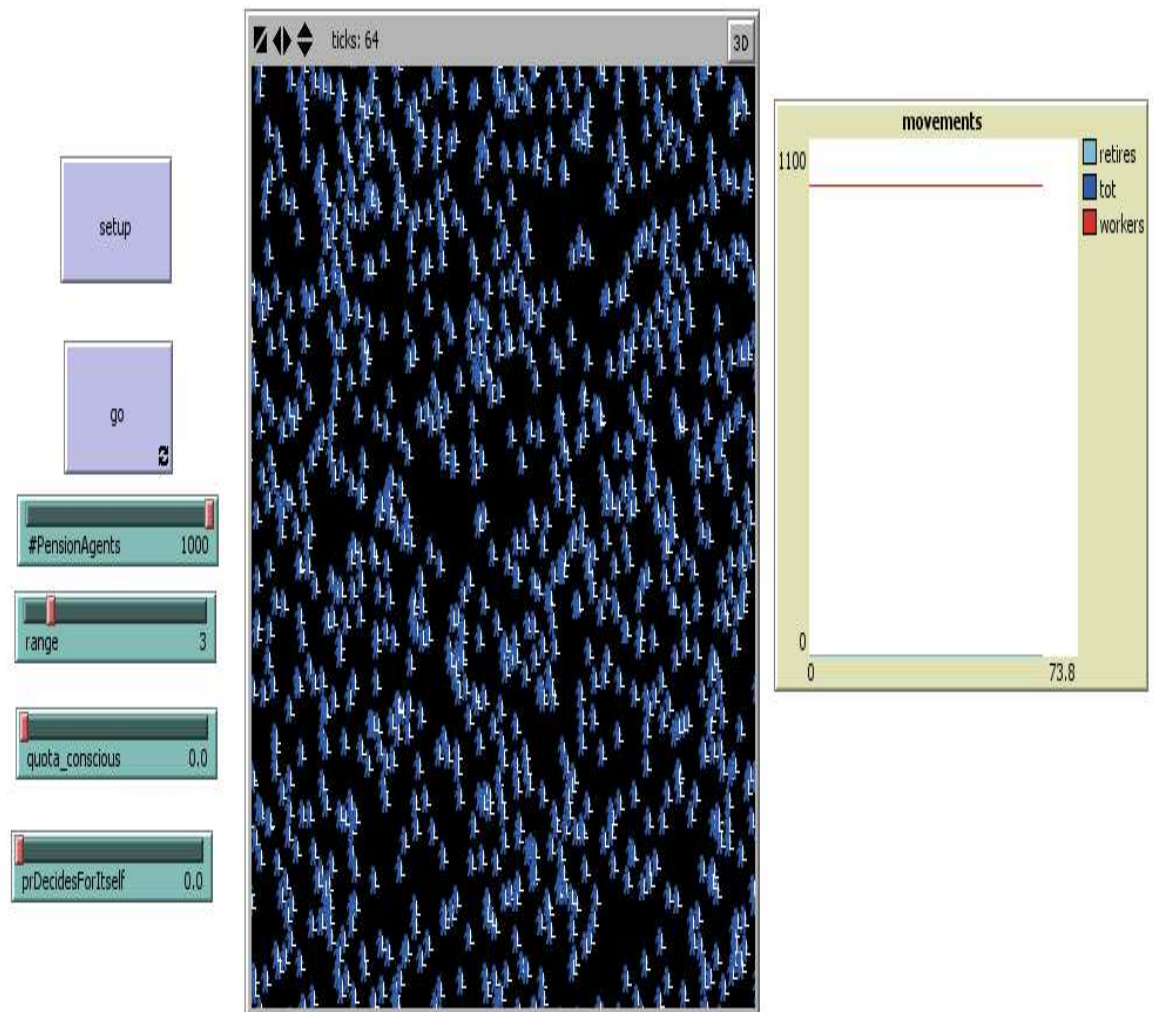 ticks: 64
3D
setup
go
#PensionAgents 1000
range 3
quota_conscious 0.0
prDecidesForItself 0.0
movements
1100
0
0
73.8
retires
tot
workers